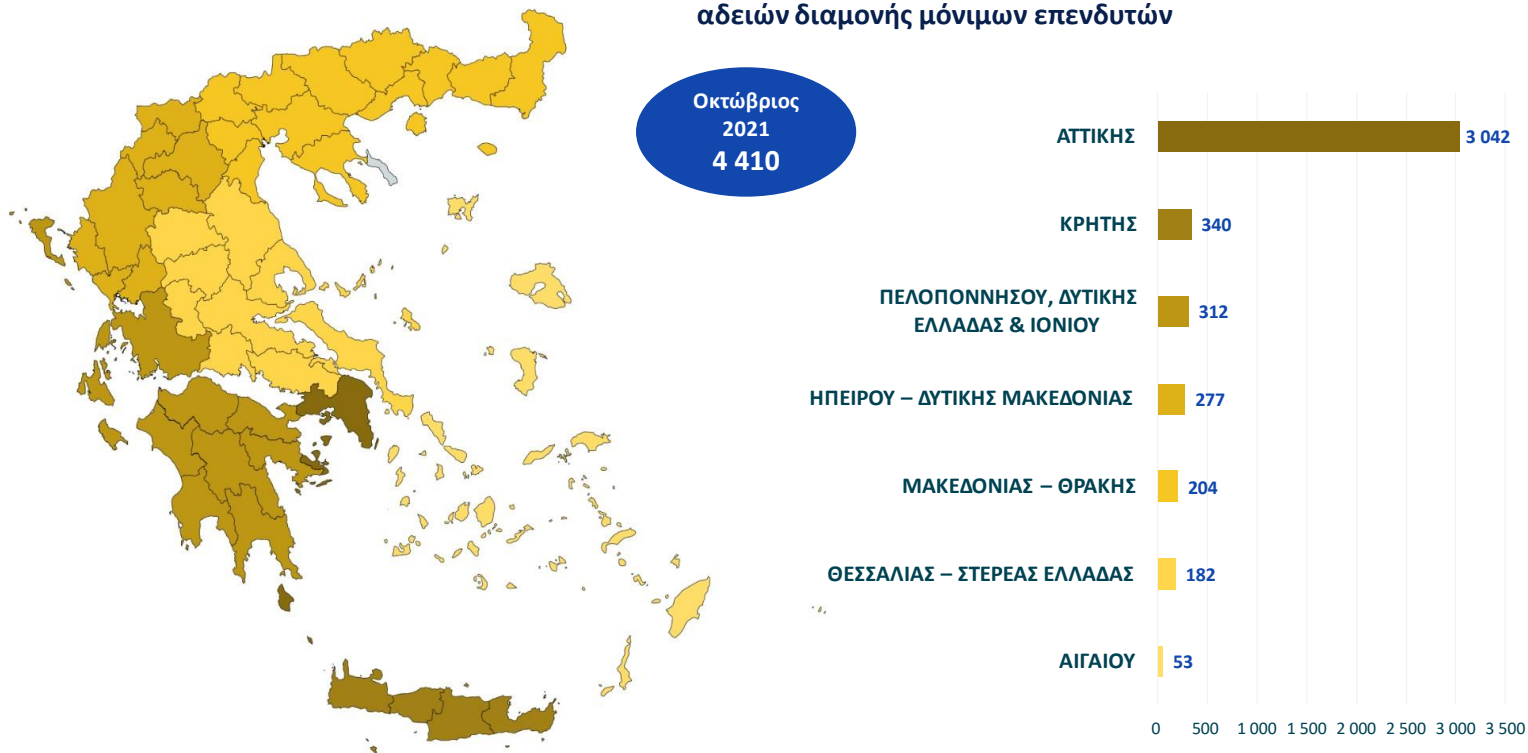 αδειών διαμονής μόνιμων επενδυτών
Οκτώβριος
2021
4 410
ΑΤΤΙΚΗΣ
3 042
ΚΡΗΤΗΣ
340
ΠΕΛΟΠΟΝΝΗΣΟΥ, ΔΥΤΙΚΗΣ
ΕΛΛΑΔΑΣ & ΙΟΝΙΟΥ
312
ΗΠΕΙΡΟΥ – ΔΥΤΙΚΗΣ ΜΑΚΕΔΟΝΙΑΣ
277
ΜΑΚΕΔΟΝΙΑΣ – ΘΡΑΚΗΣ
204
ΘΕΣΣΑΛΙΑΣ – ΣΤΕΡΕΑΣ ΕΛΛΑΔΑΣ
182
ΑΙΓΑΙΟΥ
53
0 500 1 000 1 500 2 000 2 500 3 000 3 500